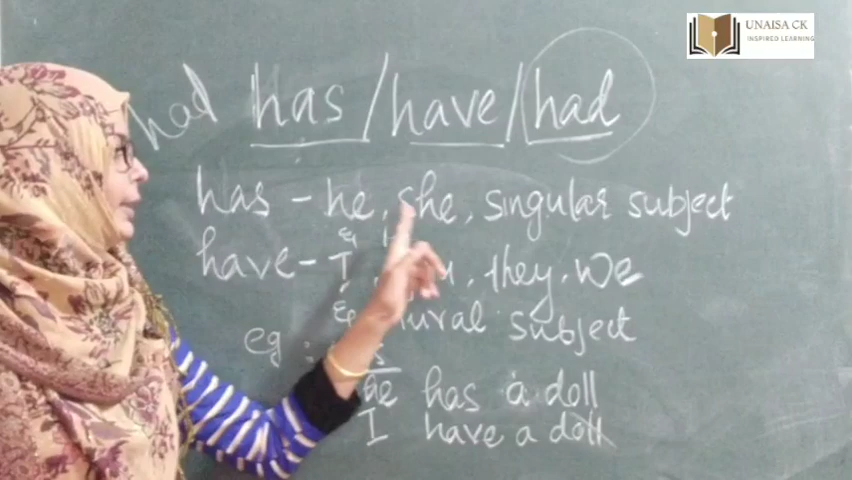 UNAISA CK
INSPIRED LEARNING
had has/have/had
has - he, she, singular subject
&
have - I, they, We
& plural subject
eg:
he has a doll
I have a doll